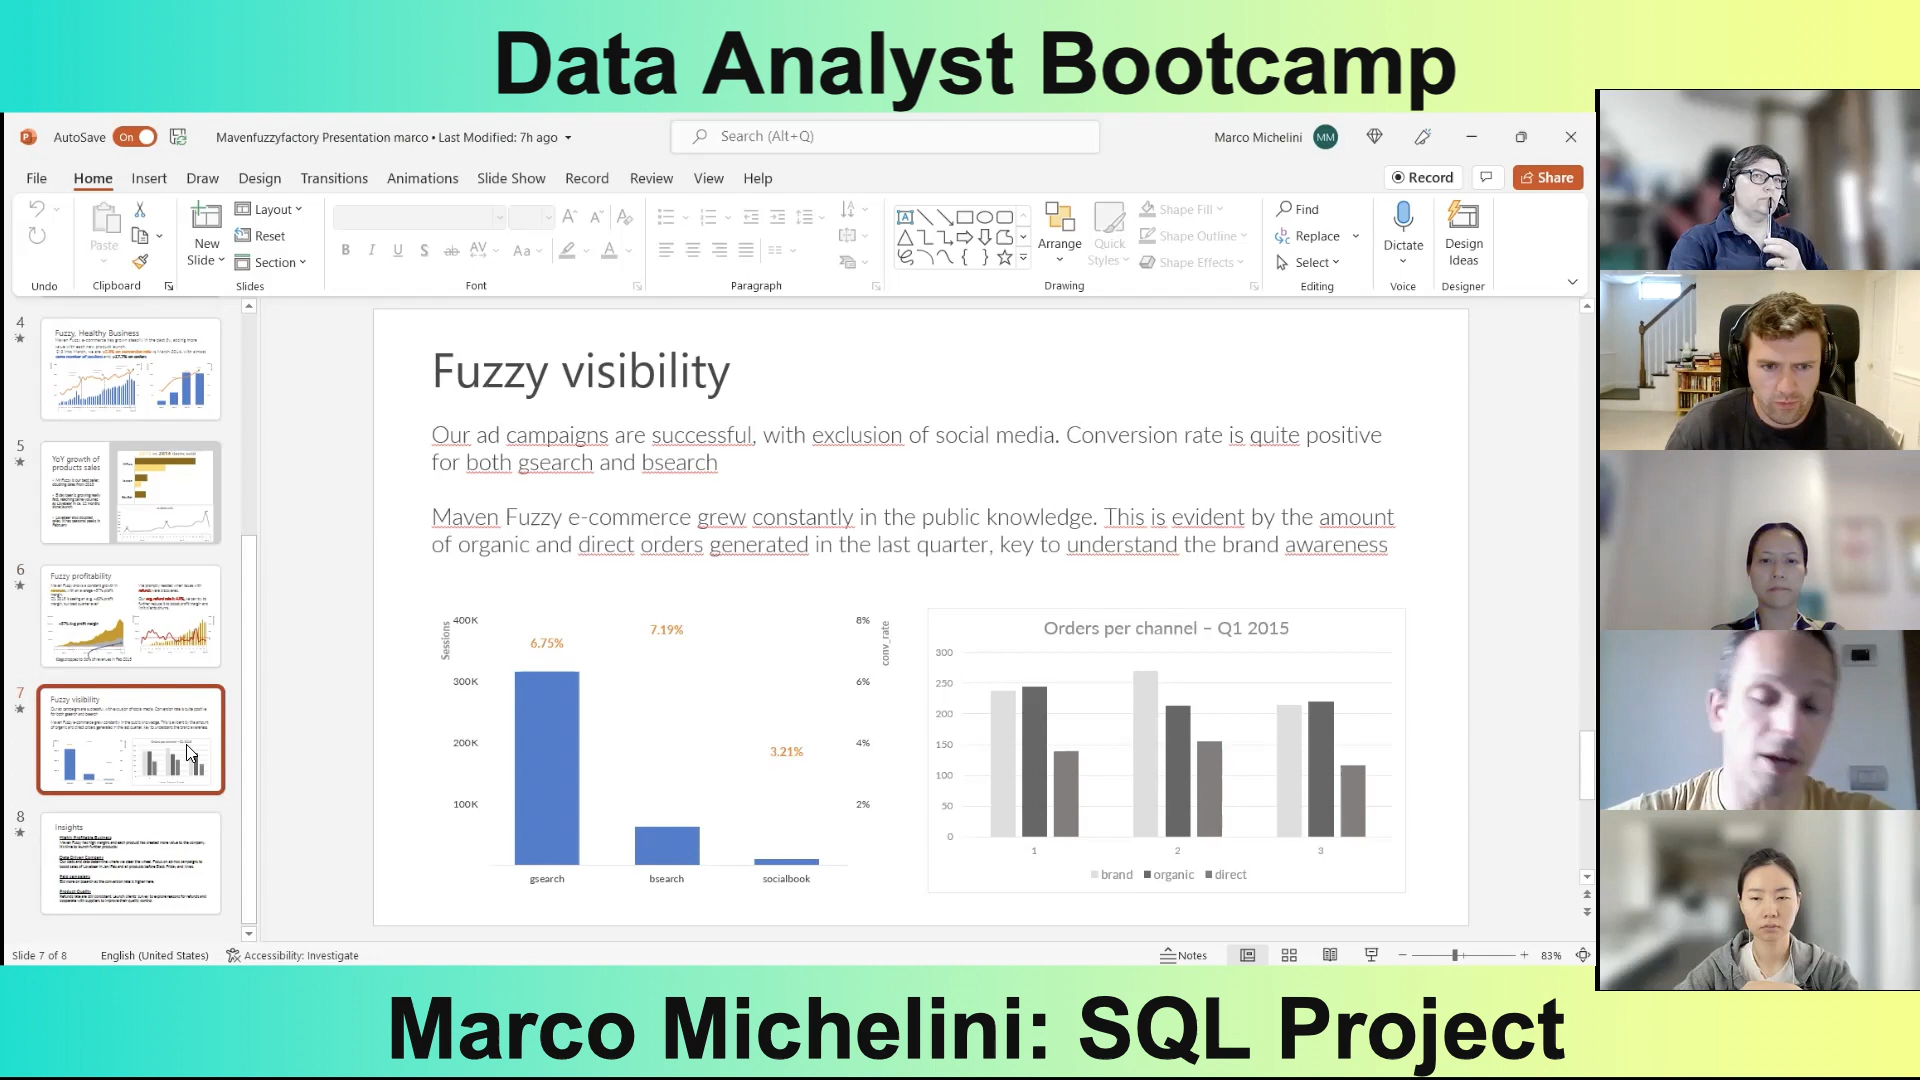 Data Analyst Bootcamp
AutoSave On Mavenfuzzyfactory Presentation marco • Last Modified: 7h ago Search (Alt+Q) Marco Michelini MM
File Home Insert Draw Design Transitions Animations Slide Show Record Review View Help Record Share
Paste New Slide Layout Reset Section
Arrange Quick Styles Shape Fill Shape Outline Shape Effects
Find Replace Select Dictate Design Ideas
Undo Clipboard Slides Font Paragraph Drawing Editing Voice Designer
4
Fuzzy, Healthy Business
5
YoY growth of
products sales
6
Fuzzy profitability
7
Fuzzy visibility
8
Insights
Fuzzy visibility
Our ad campaigns are successful, with exclusion of social media. Conversion rate is quite positive
for both gsearch and bsearch
Maven Fuzzy e-commerce grew constantly in the public knowledge. This is evident by the amount
of organic and direct orders generated in the last quarter, key to understand the brand awareness
Sessions
400K
300K
200K
100K
6.75%
7.19%
3.21%
8%
6%
4%
2%
conv_rate
gsearch bsearch socialbook
Orders per channel – Q1 2015
300
250
200
150
100
50
0
1 2 3
brand organic direct
Slide 7 of 8 English (United States) Accessibility: Investigate Notes 83%
Marco Michelini: SQL Project